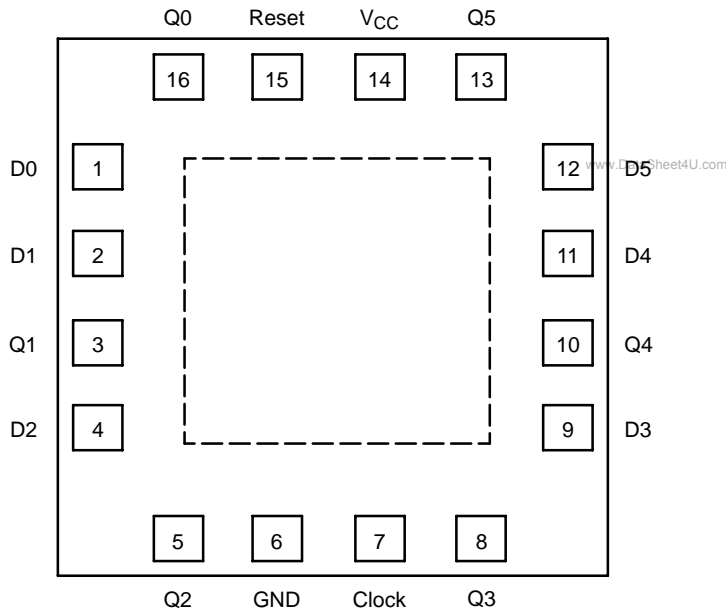 Q0 Reset VCC Q5
16 15 14 13
D0 1 12 D5
www.DataSheet4U.com
D1 2 11 D4
Q1 3 10 Q4
D2 4 9 D3
5 6 7 8
Q2 GND Clock Q3